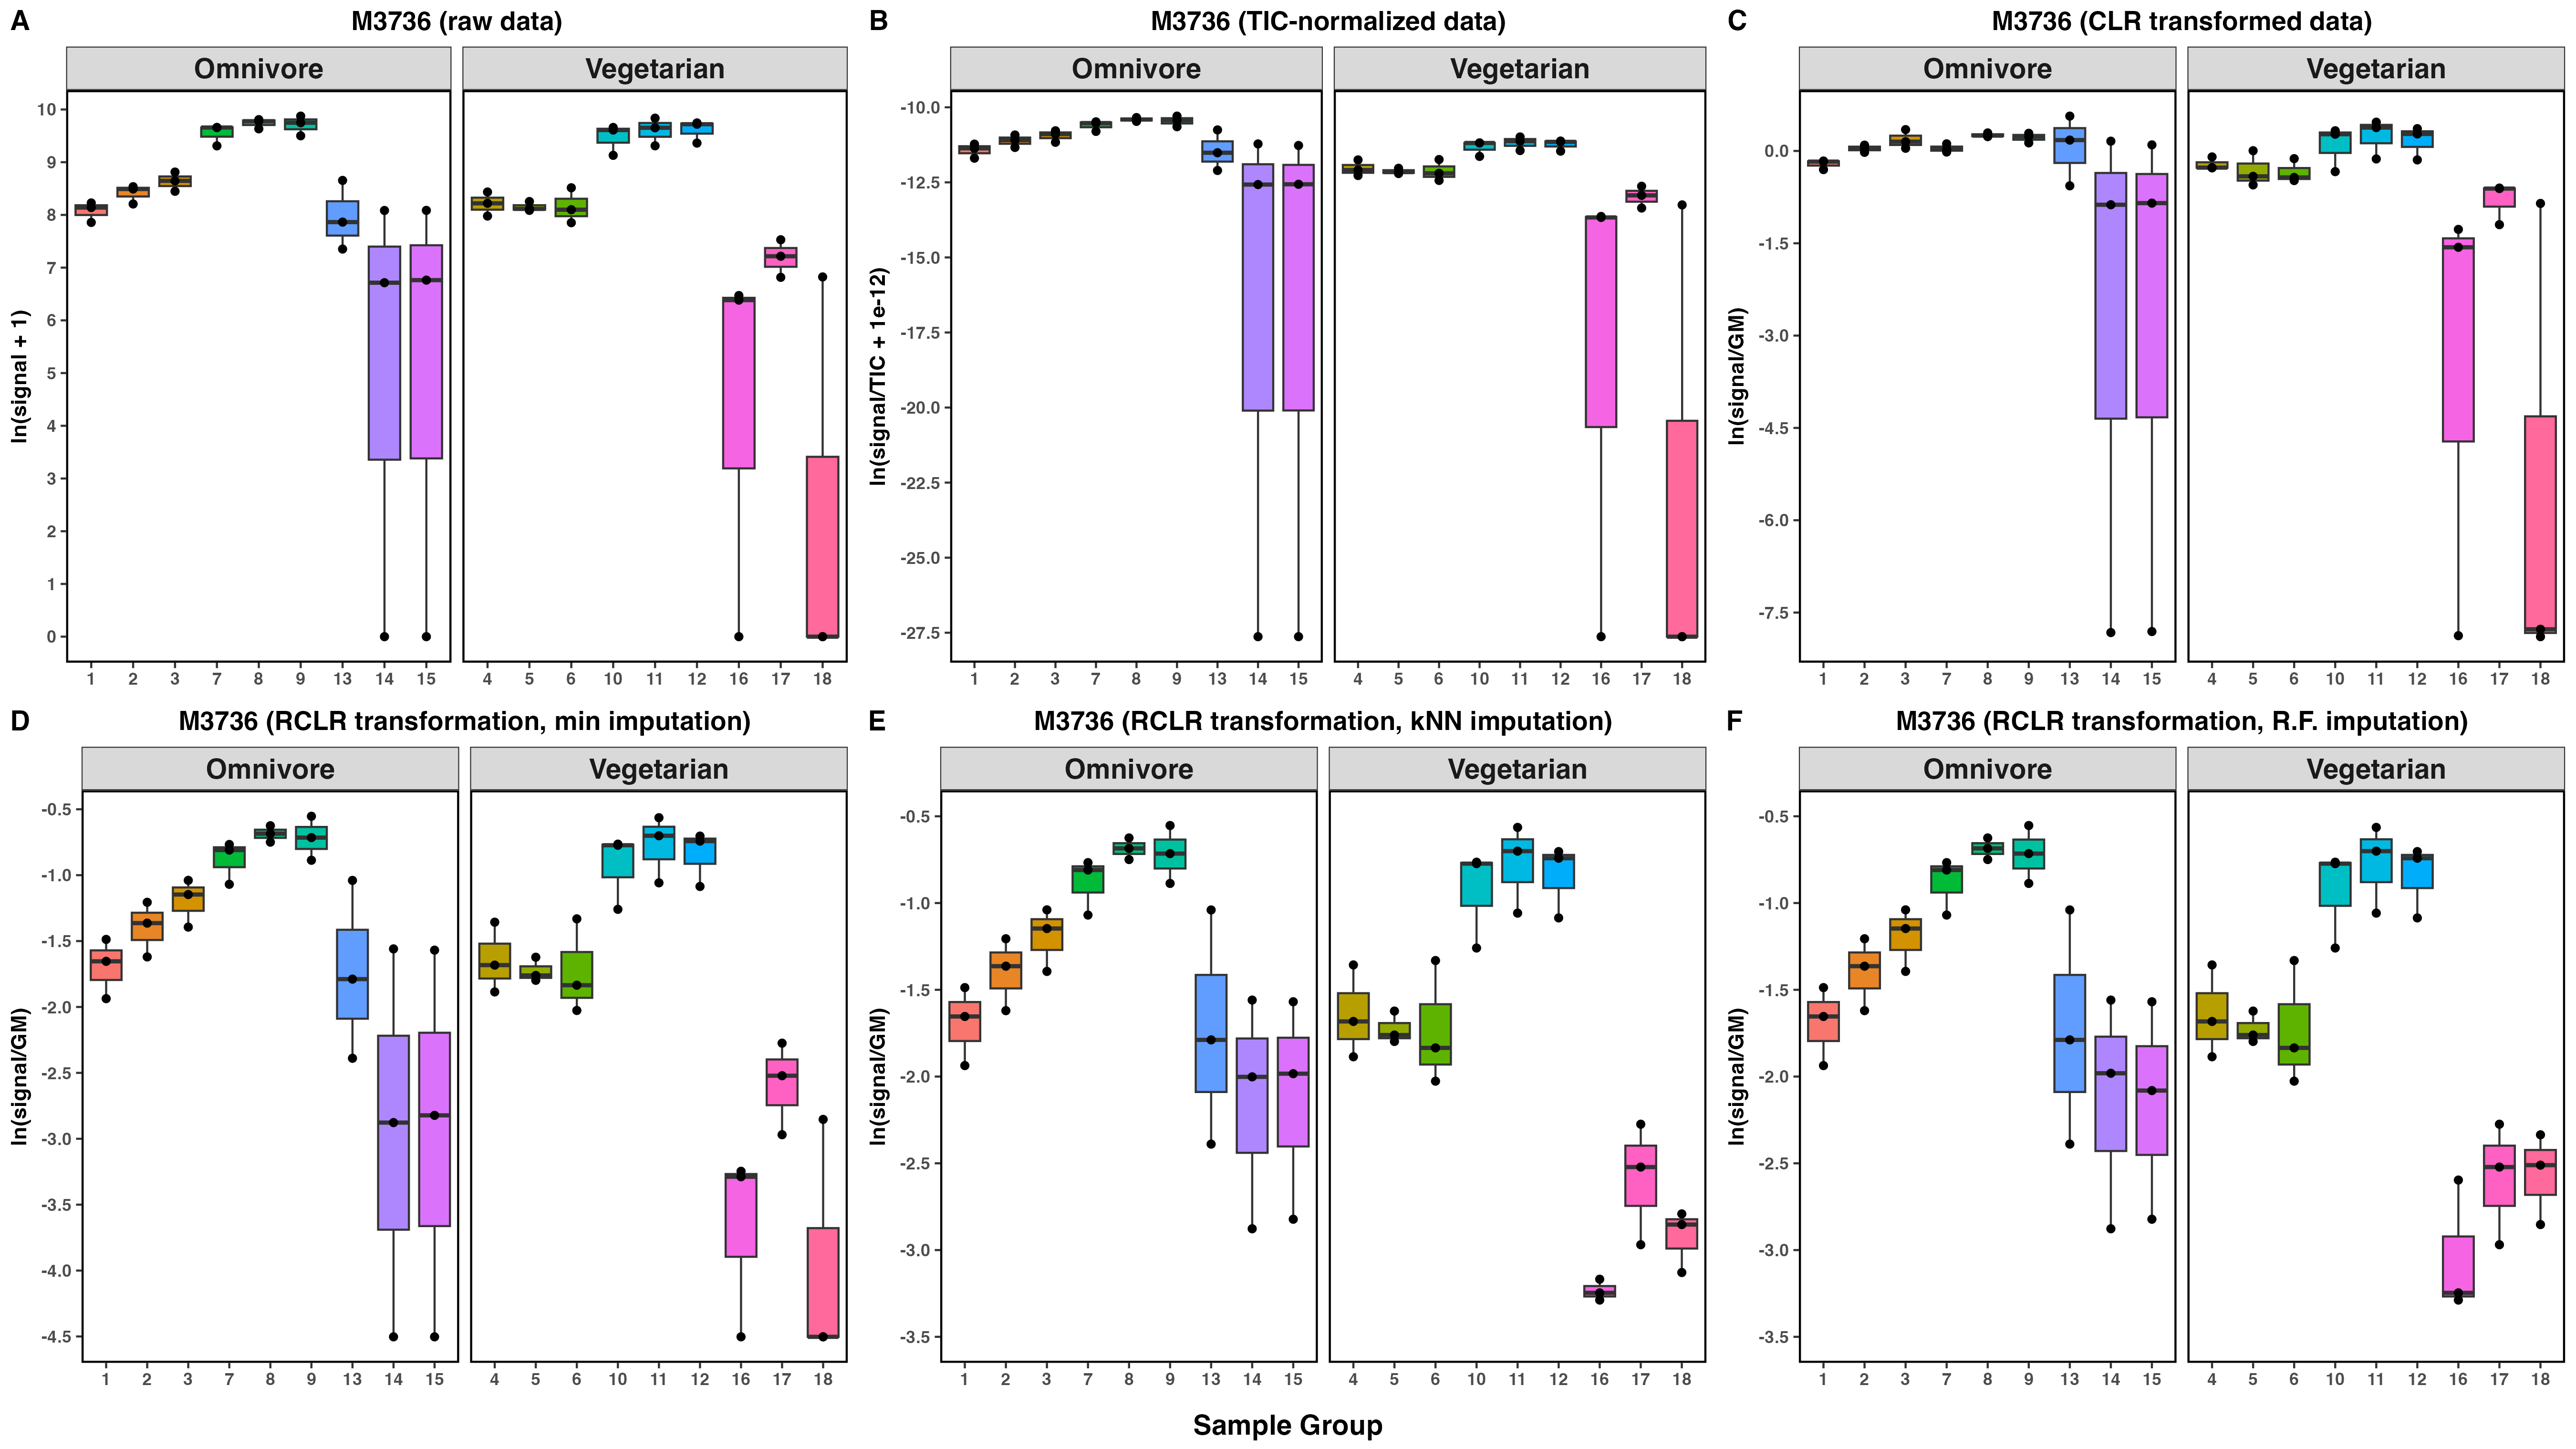 A M3736 (raw data)
Omnivore Vegetarian
ln(signal + 1)
10
9
8
7
6
5
4
3
2
1
0
1 2 3 7 8 9 13 14 15 4 5 6 10 11 12 16 17 18
B M3736 (TIC-normalized data)
Omnivore Vegetarian
ln(signal/TIC + 1e-12)
-10.0
-12.5
-15.0
-17.5
-20.0
-22.5
-25.0
-27.5
1 2 3 7 8 9 13 14 15 4 5 6 10 11 12 16 17 18
C M3736 (CLR transformed data)
Omnivore Vegetarian
ln(signal/GM)
0.0
-1.5
-3.0
-4.5
-6.0
-7.5
1 2 3 7 8 9 13 14 15 4 5 6 10 11 12 16 17 18
D M3736 (RCLR transformation, min imputation)
Omnivore Vegetarian
ln(signal/GM)
-0.5
-1.0
-1.5
-2.0
-2.5
-3.0
-3.5
-4.0
-4.5
1 2 3 7 8 9 13 14 15 4 5 6 10 11 12 16 17 18
E M3736 (RCLR transformation, kNN imputation)
Omnivore Vegetarian
ln(signal/GM)
-0.5
-1.0
-1.5
-2.0
-2.5
-3.0
-3.5
1 2 3 7 8 9 13 14 15 4 5 6 10 11 12 16 17 18
F M3736 (RCLR transformation, R.F. imputation)
Omnivore Vegetarian
ln(signal/GM)
-0.5
-1.0
-1.5
-2.0
-2.5
-3.0
-3.5
1 2 3 7 8 9 13 14 15 4 5 6 10 11 12 16 17 18
Sample Group